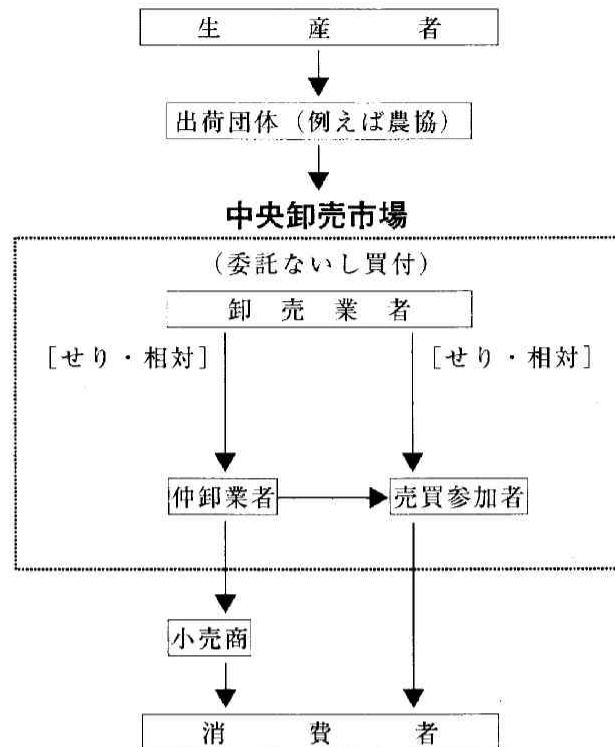 生産者
出荷団体（例えば農協）
中央卸売市場
（委託ないし買付）
卸売業者
［せり・相対］
［せり・相対］
仲卸業者
売買参加者
小売商
消費者